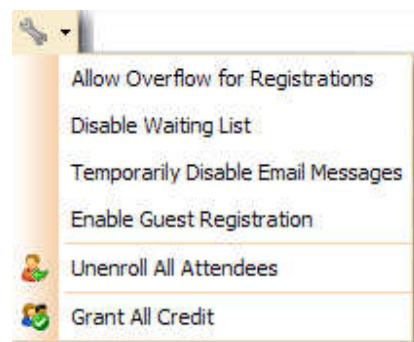 Allow Overflow for Registrations
Disable Waiting List
Temporarily Disable Email Messages
Enable Guest Registration
Unenroll All Attendees
Grant All Credit